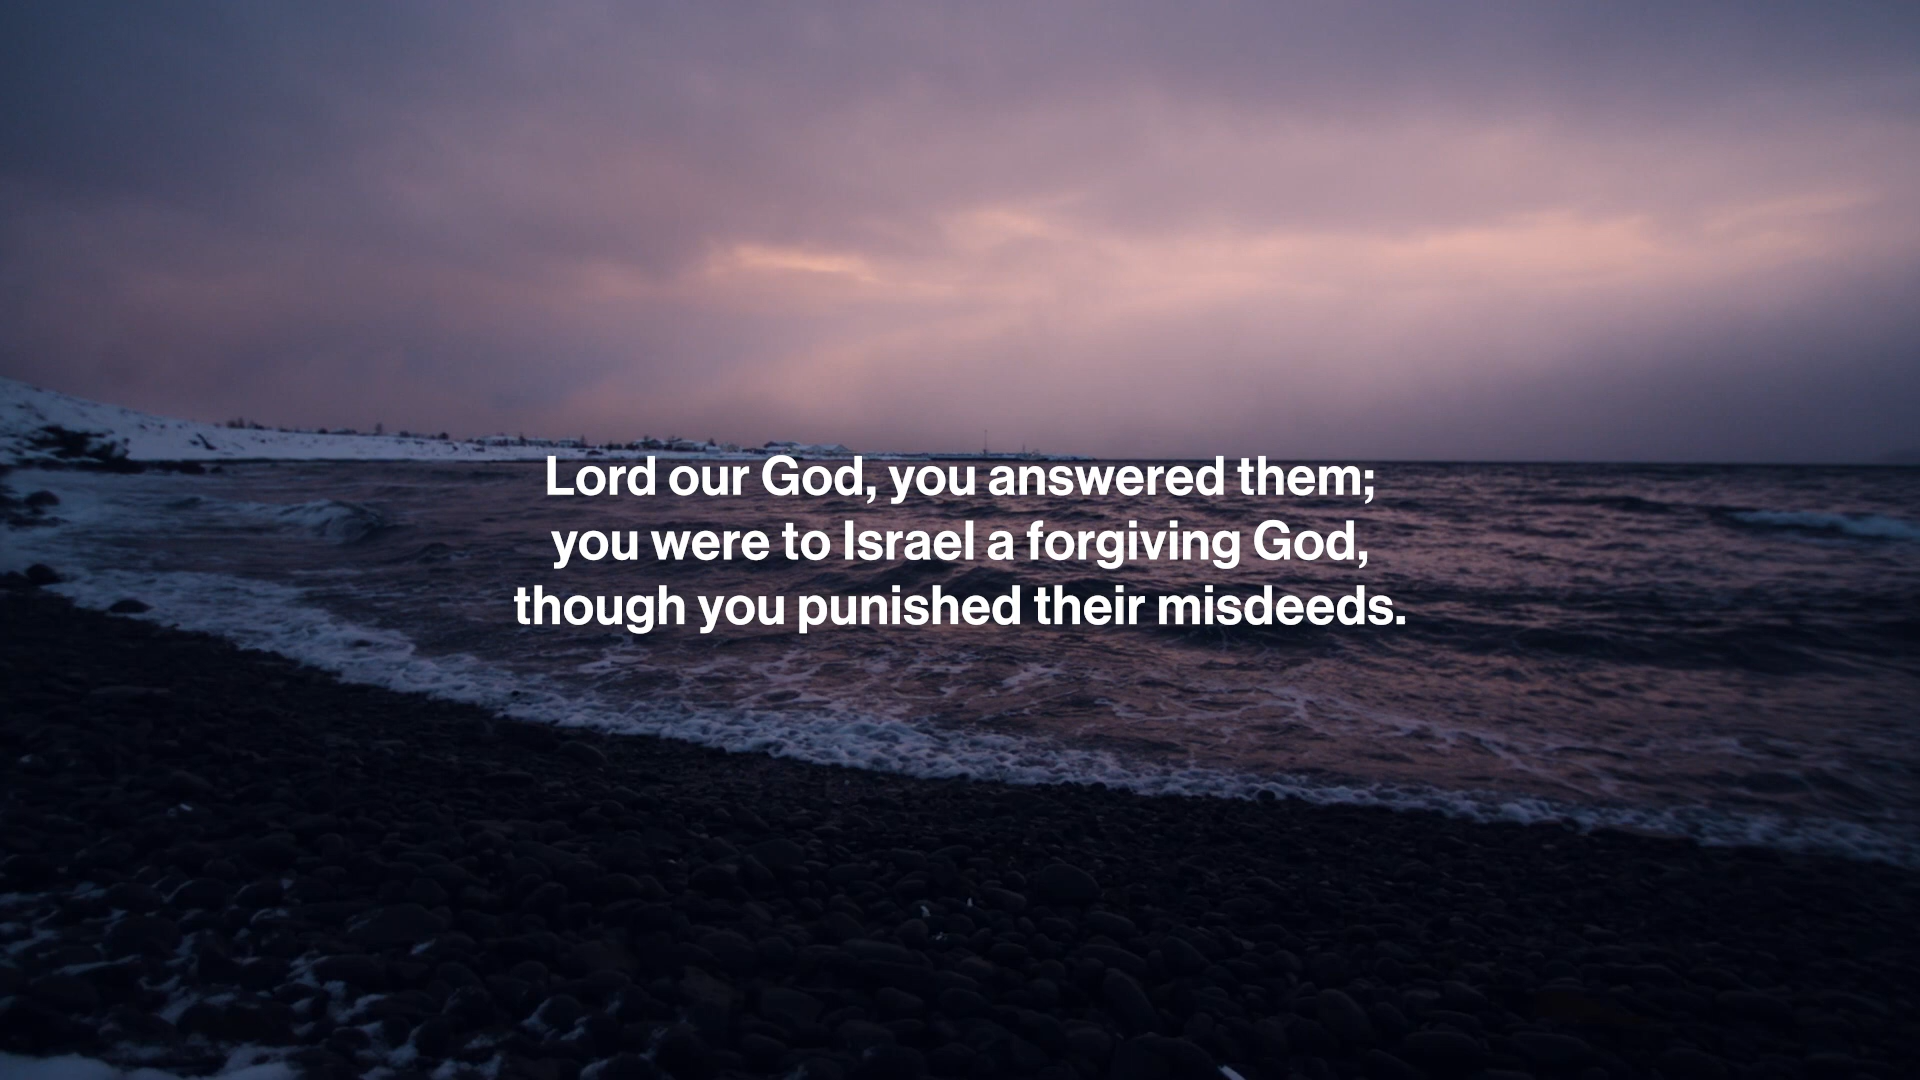 Lord our God, you answered them;
you were to Israel a forgiving God,
though you punished their misdeeds.